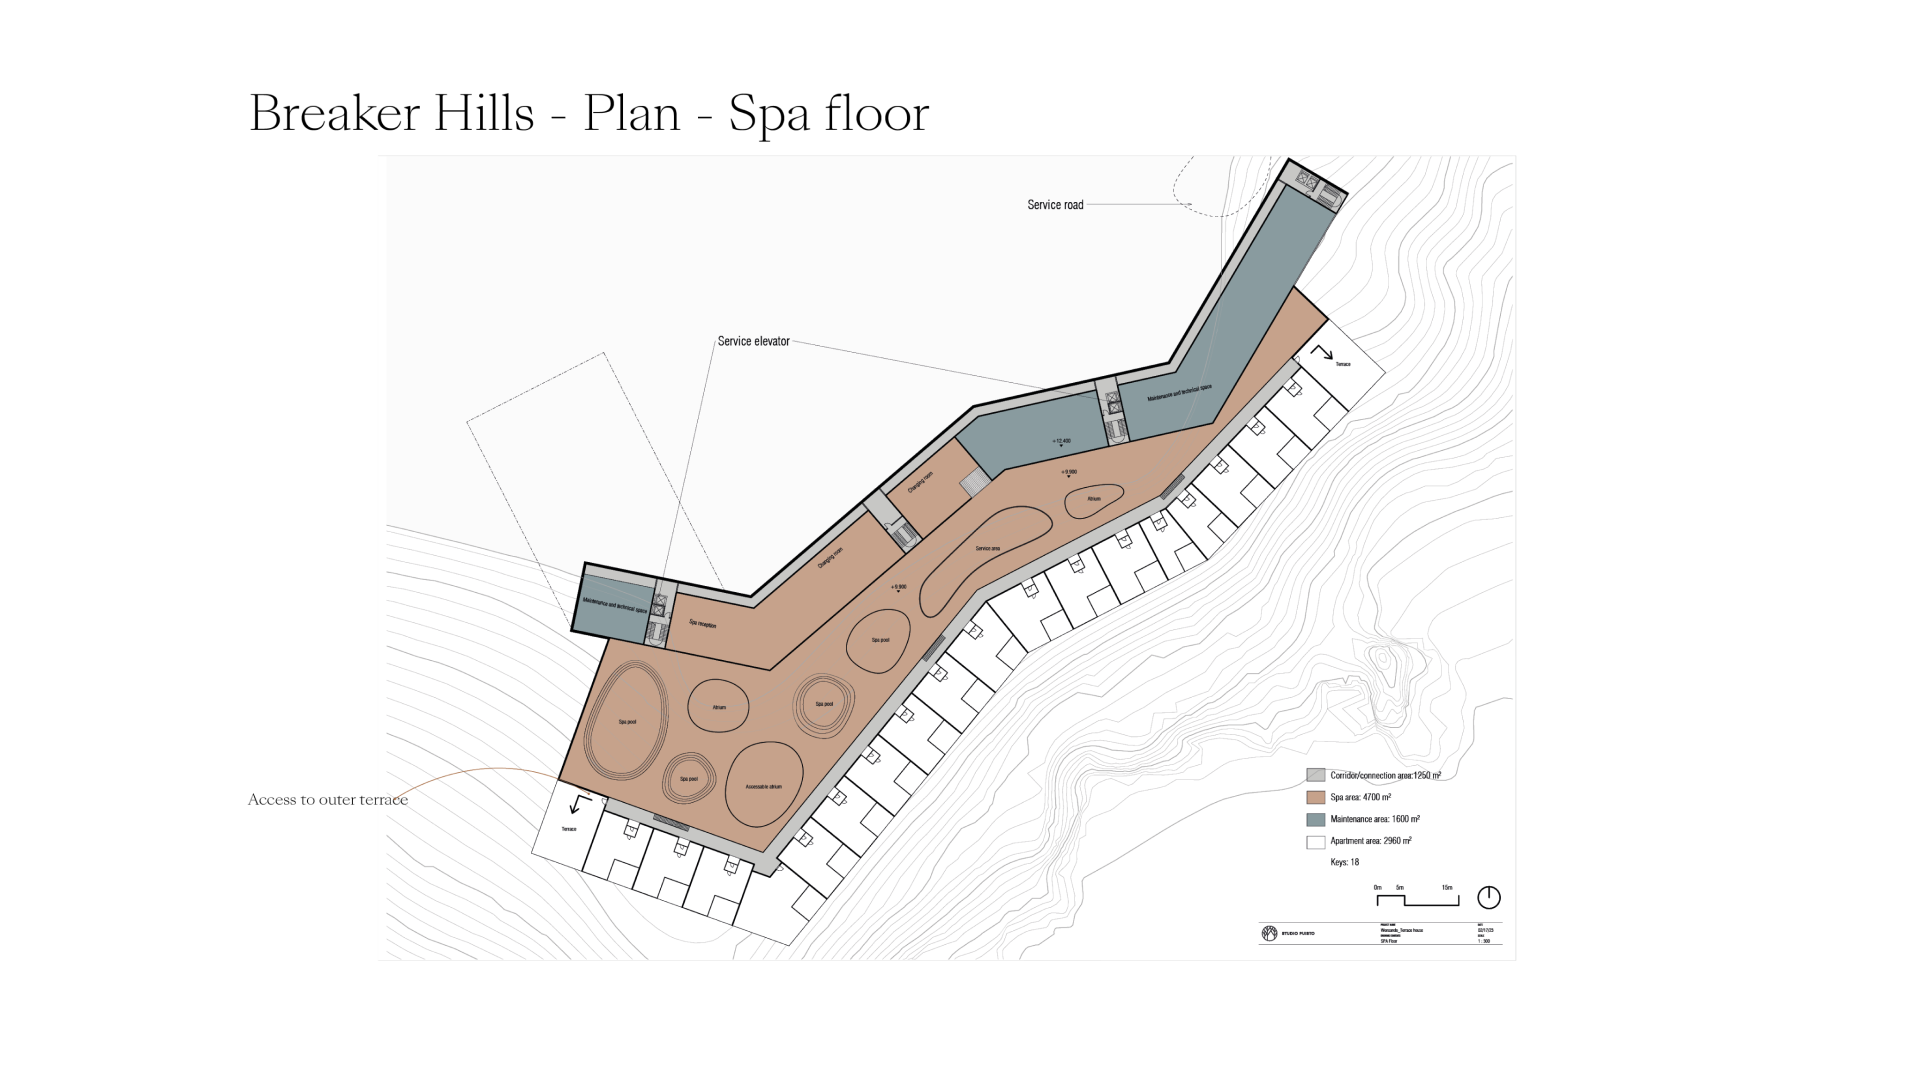 Breaker Hills - Plan - Spa floor
Service road
Service elevator
Terrace
Maintenance and technical space
+ 12.400
Changing room
+ 9.900
Atrium
Service area
Changing room
+ 9.900
Maintenance and technical space
Spa reception
Spa pool
Spa pool
Atrium
Spa pool
Spa pool
Accessable atrium
Access to outer terrace
Terrace
Corridor/connection area:1250 m²
Spa area: 4700 m²
Maintenance area: 1600 m²
Apartment area: 2960 m²
Keys: 18
0m 5m 15m
STUDIO PUISTO
SPA Floor